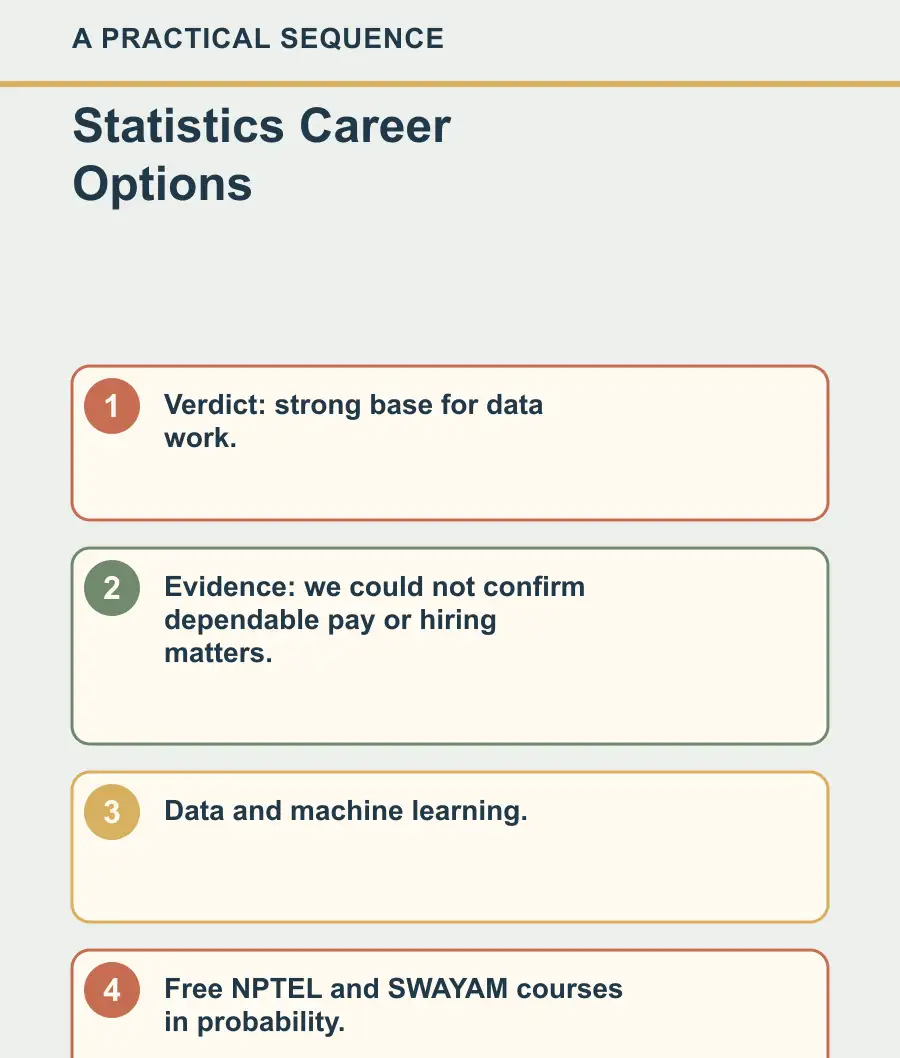 A PRACTICAL SEQUENCE
Statistics Career
Options
1
Verdict: strong base for data
work.
2
Evidence: we could not confirm
dependable pay or hiring
matters.
3
Data and machine learning.
4
Free NPTEL and SWAYAM courses
in probability.